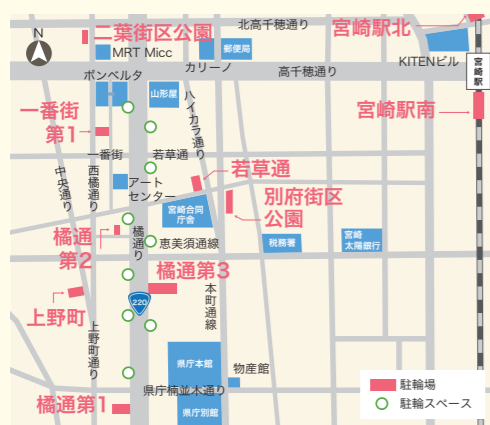 N
二葉街区公園
北高千穂通り
宮崎駅北
MRT Micc
カリーノ
郵便局
KITENビル
ボンベルタ
高千穂通り
宮崎駅
山形屋
ハイカラ通り
宮崎駅南
一番街
第1
一番街
若草通
若草通
中央通り
西橘通り
アート
センター
別府街区
公園
宮崎合同
庁舎
橘通
第2
橘通り
恵美須通線
税務署
宮崎
太陽銀行
橘通第3
上野町
220
本町通線
上野町通り
県庁本館
物産館
県庁楠並木通り
橘通第1
県庁別館
駐輪場
駐輪スペース